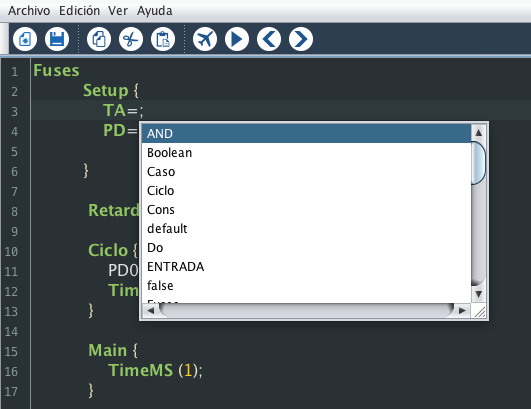 Archivo Edición Ver Ayuda
1 Fuses
2 Setup {
3 TA=;
4 PD=
5
6 }
7
8 Retard
9
10 Ciclo {
11 PD0
12 Tim
13 }
14
15 Main {
16 TimeMS (1);
17 }
AND
Boolean
Caso
Ciclo
Cons
default
Do
ENTRADA
false